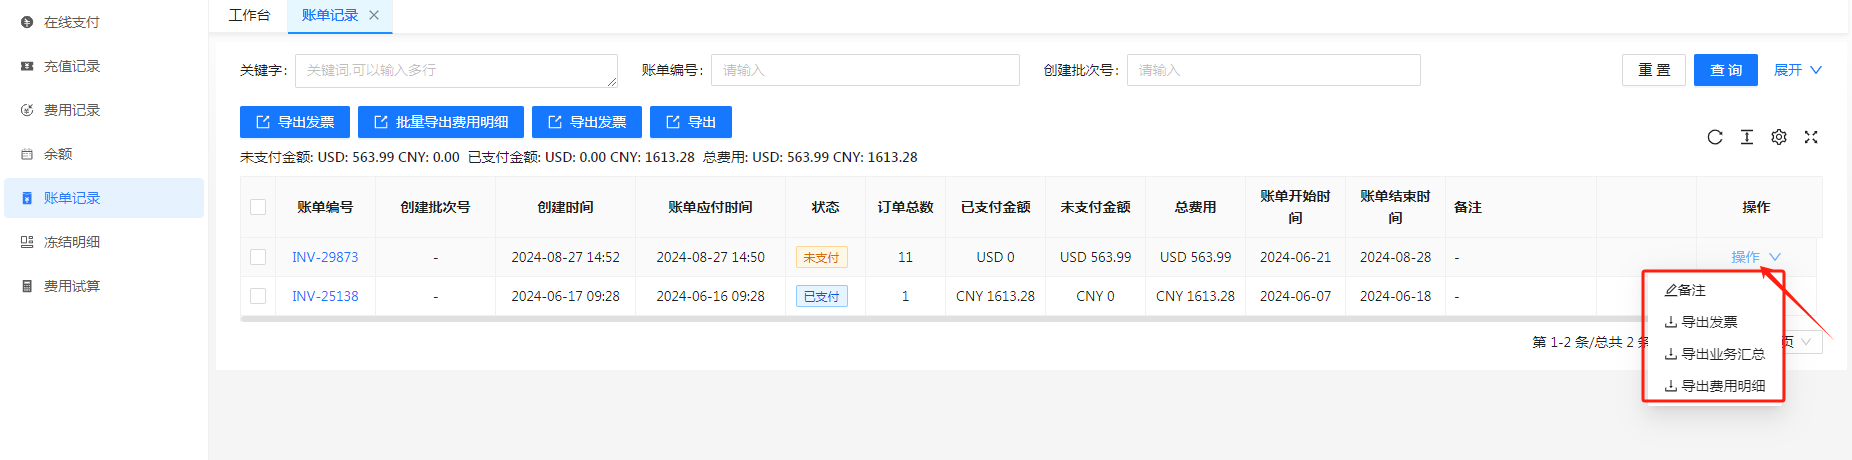 在线支付
充值记录
费用记录
余额
账单记录
冻结明细
费用试算
工作台 账单记录
关键字: 关键词,可以输入多行 账单编号: 请输入 创建批次号: 请输入 重 置 查 询 展开
导出发票 批量导出费用明细 导出发票 导出
未支付金额: USD: 563.99 CNY: 0.00 已支付金额: USD: 0.00 CNY: 1613.28 总费用: USD: 563.99 CNY: 1613.28
账单编号 创建批次号 创建时间 账单应付时间 状态 订单总数 已支付金额 未支付金额 总费用 账单开始时间 账单结束时间 备注 操作
INV-29873 - 2024-08-27 14:52 2024-08-27 14:50 未支付 11 USD 0 USD 563.99 USD 563.99 2024-06-21 2024-08-28 - 操作
INV-25138 - 2024-06-17 09:28 2024-06-16 09:28 已支付 1 CNY 1613.28 CNY 0 CNY 1613.28 2024-06-07 2024-06-18 -
备注
导出发票
导出业务汇总
导出费用明细
第 1-2 条/总共 2 页